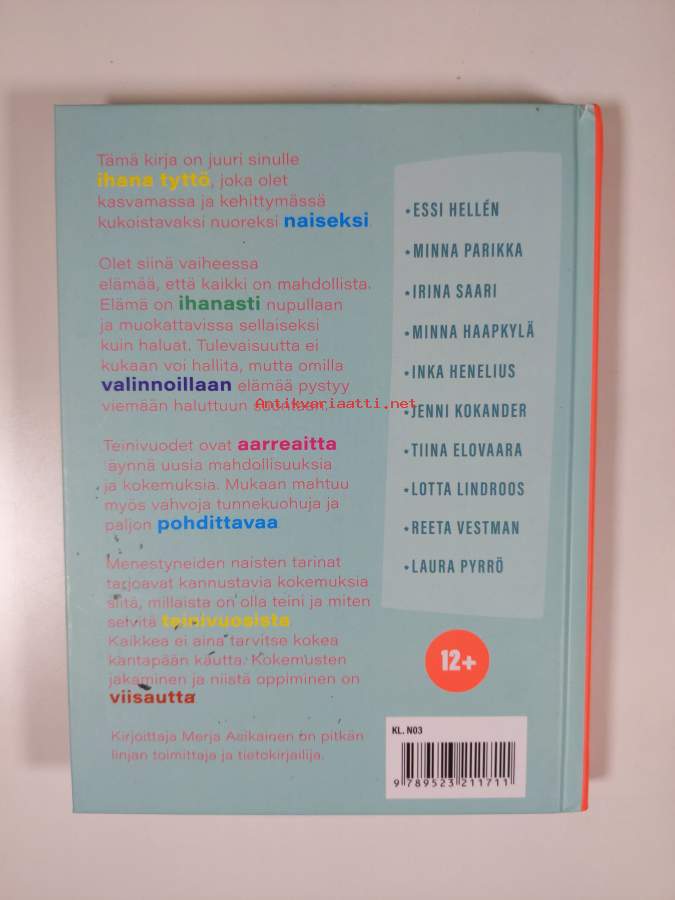 Tämä kirja on juuri sinulle
ihana tyttö, joka olet
kasvamassa ja kehittymässä
kukoistavaksi nuoreksi naiseksi.
Olet siinä vaiheessa
elämää, että kaikki on mahdollista.
Elämä on ihanasti nupullaan
ja muokattavissa sellaiseksi
kuin haluat. Tulevaisuutta ei
kukaan voi hallita, mutta omilla
valinnoillaan elämää pystyy
viemään haluttuun suuntaan.
Antikvariaatti.net
Teinivuodet ovat aarreaitta
täynnä uusia mahdollisuuksia
ja kokemuksia. Mukaan mahtuu
myös vahvoja tunnekuohuja ja
paljon pohdittavaa
Menestyneiden naisten tarinat
tarjoavat kannustavia kokemuksia
siitä, millaista on olla teini ja miten
selvitä teinivuosista
Kaikkea ei aina tarvitse kokea
kantapään kautta. Kokemusten
jakaminen ja niistä oppiminen on
viisautta
Kirjoittaja Merja Asikainen on pitkän
linjan toimittaja ja tietokirjailija.
• ESSI HELLÉN
• MINNA PARIKKA
• IRINA SAARI
• MINNA HAAPKYLÄ
• INKA HENELIUS
• JENNI KOKANDER
• TIINA ELOVAARA
• LOTTA LINDROOS
• REETA VESTMAN
• LAURA PYRRÖ
12+
KL. N03
9 789523 211711